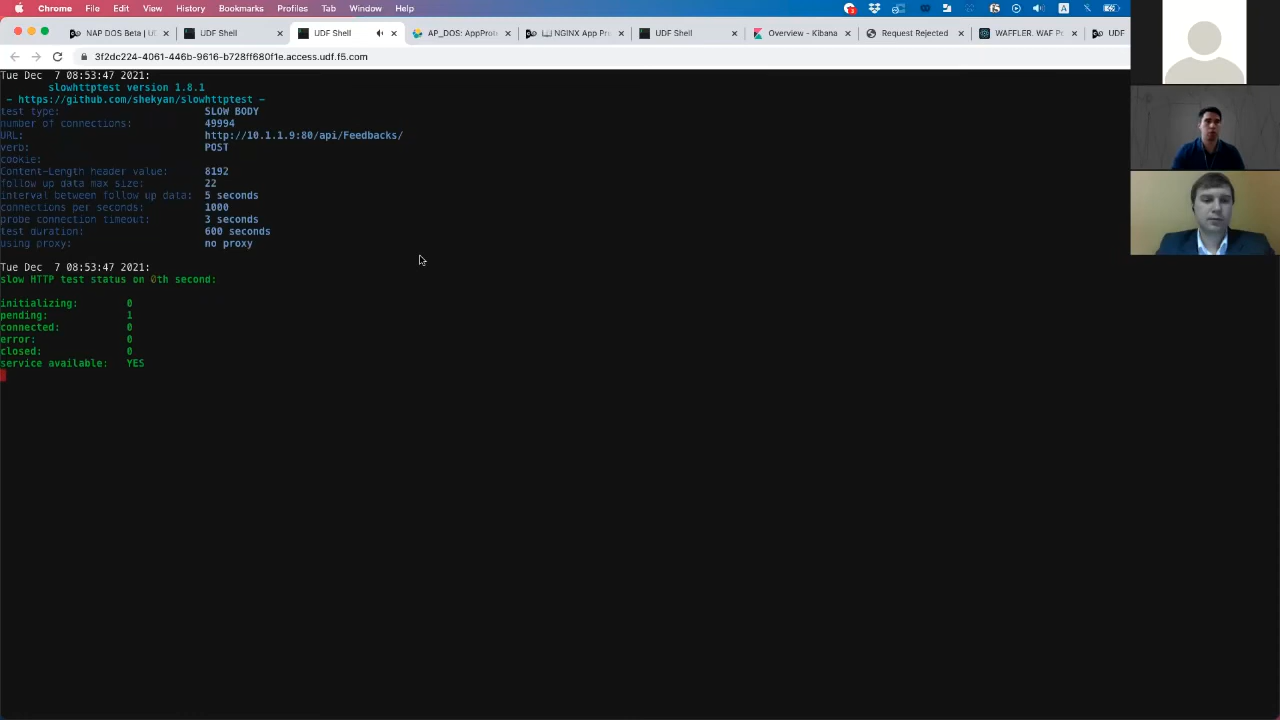 Chrome File Edit View History Bookmarks Profiles Tab Window Help
NAP DOS Beta | U
UDF Shell
UDF Shell
AP_DOS: AppProt
NGINX App Pr
UDF Shell
Overview - Kibana
Request Rejected
WAFFLER. WAF Po
UDF
3f2dc224-4061-446b-9616-b728ff680f1e.access.udf.f5.com
Tue Dec  7 08:53:47 2021:
slowhttptest version 1.8.1
- https://github.com/shekyan/slowhttptest -
test type: SLOW BODY
number of connections: 49994
URL: http://10.1.1.9:80/api/Feedbacks/
verb: POST
cookie:
Content-Length header value: 8192
follow up data max size: 22
interval between follow up data: 5 seconds
connections per seconds: 1000
probe connection timeout: 3 seconds
test duration: 600 seconds
using proxy: no proxy
Tue Dec  7 08:53:47 2021:
slow HTTP test status on 0th second:
initializing: 0
pending: 1
connected: 0
error: 0
closed: 0
service available: YES